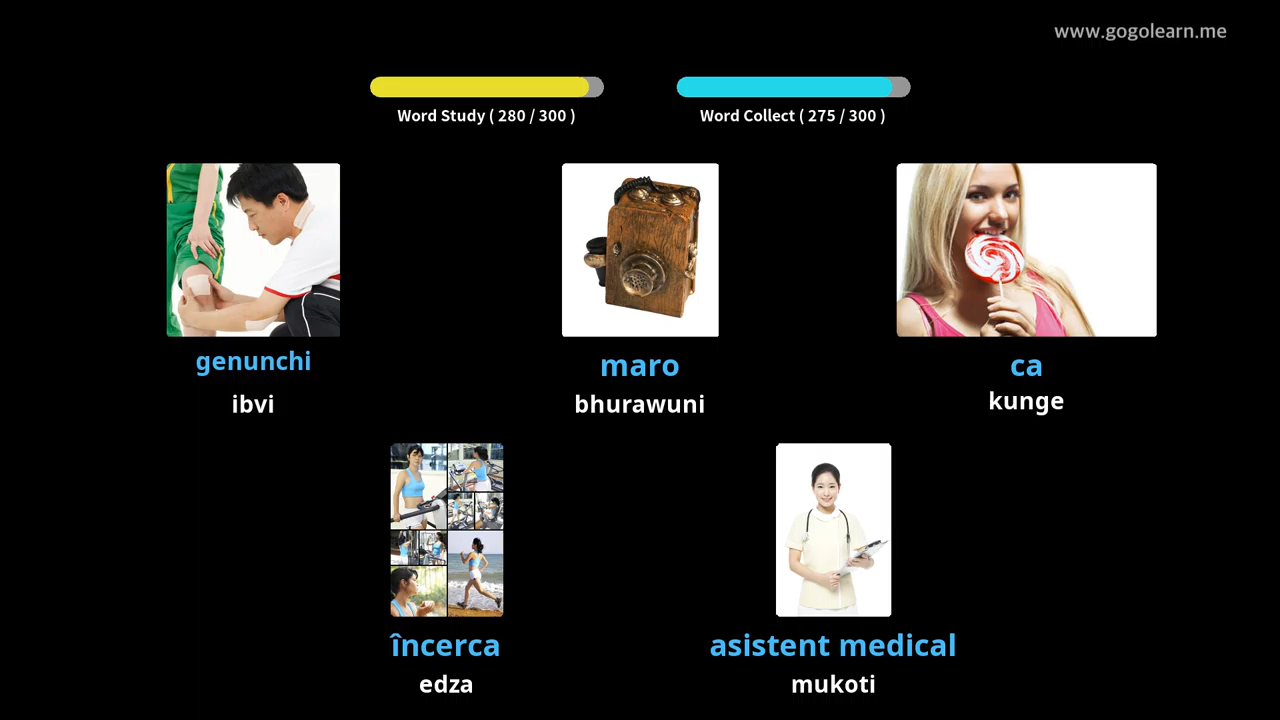 www.gogolearn.me
Word Study ( 280 / 300 )
Word Collect ( 275 / 300 )
genunchi
maro
ca
ibvi
bhurawuni
kunge
încerca
asistent medical
edza
mukoti